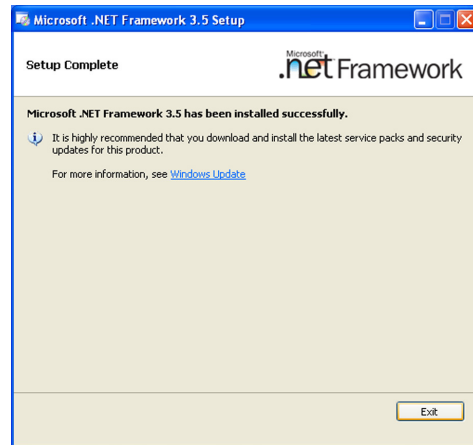 Microsoft .NET Framework 3.5 Setup
Setup Complete
Microsoft
.net Framework
Microsoft .NET Framework 3.5 has been installed successfully.
It is highly recommended that you download and install the latest service packs and security
updates for this product.
For more information, see Windows Update
Exit